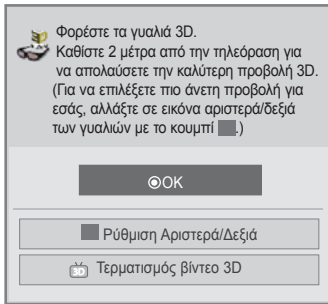 Φορέστε τα γυαλιά 3D.
Καθίστε 2 μέτρα από την τηλεόραση για
να απολαύσετε την καλύτερη προβολή 3D.
(Για να επιλέξετε πιο άνετη προβολή για
εσάς, αλλάξτε σε εικόνα αριστερά/δεξιά
των γυαλιών με το κουμπί .)
OK
Ρύθμιση Αριστερά/Δεξιά
3D Τερματισμός βίντεο 3D